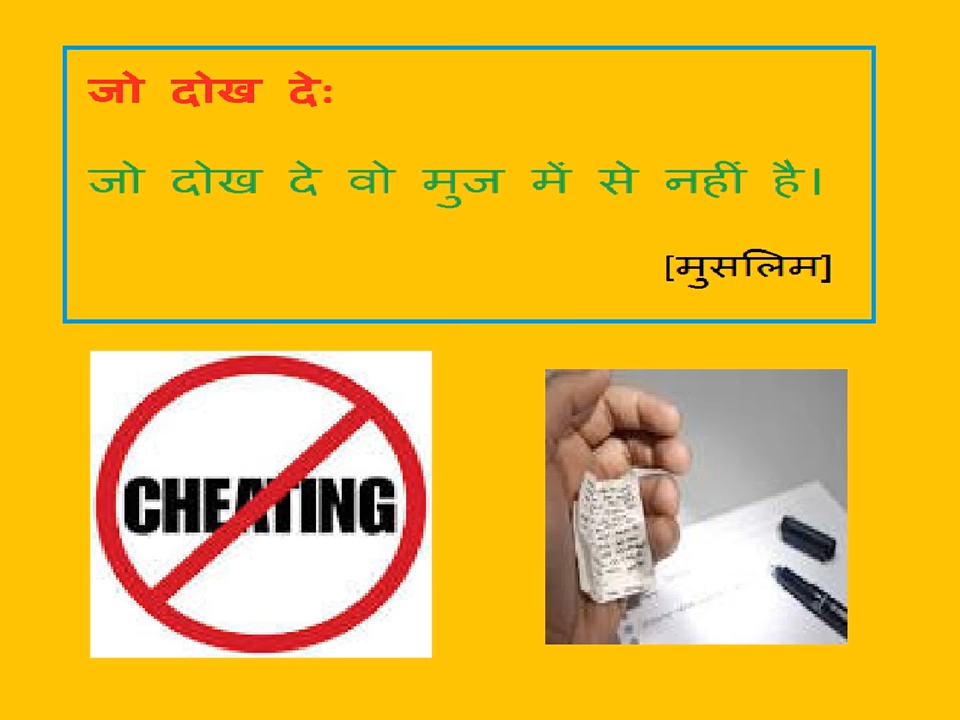 जो दोख दे:
जो दोख दे वो मुज में से नहीं है।
[मुसलिम]
CHEATING